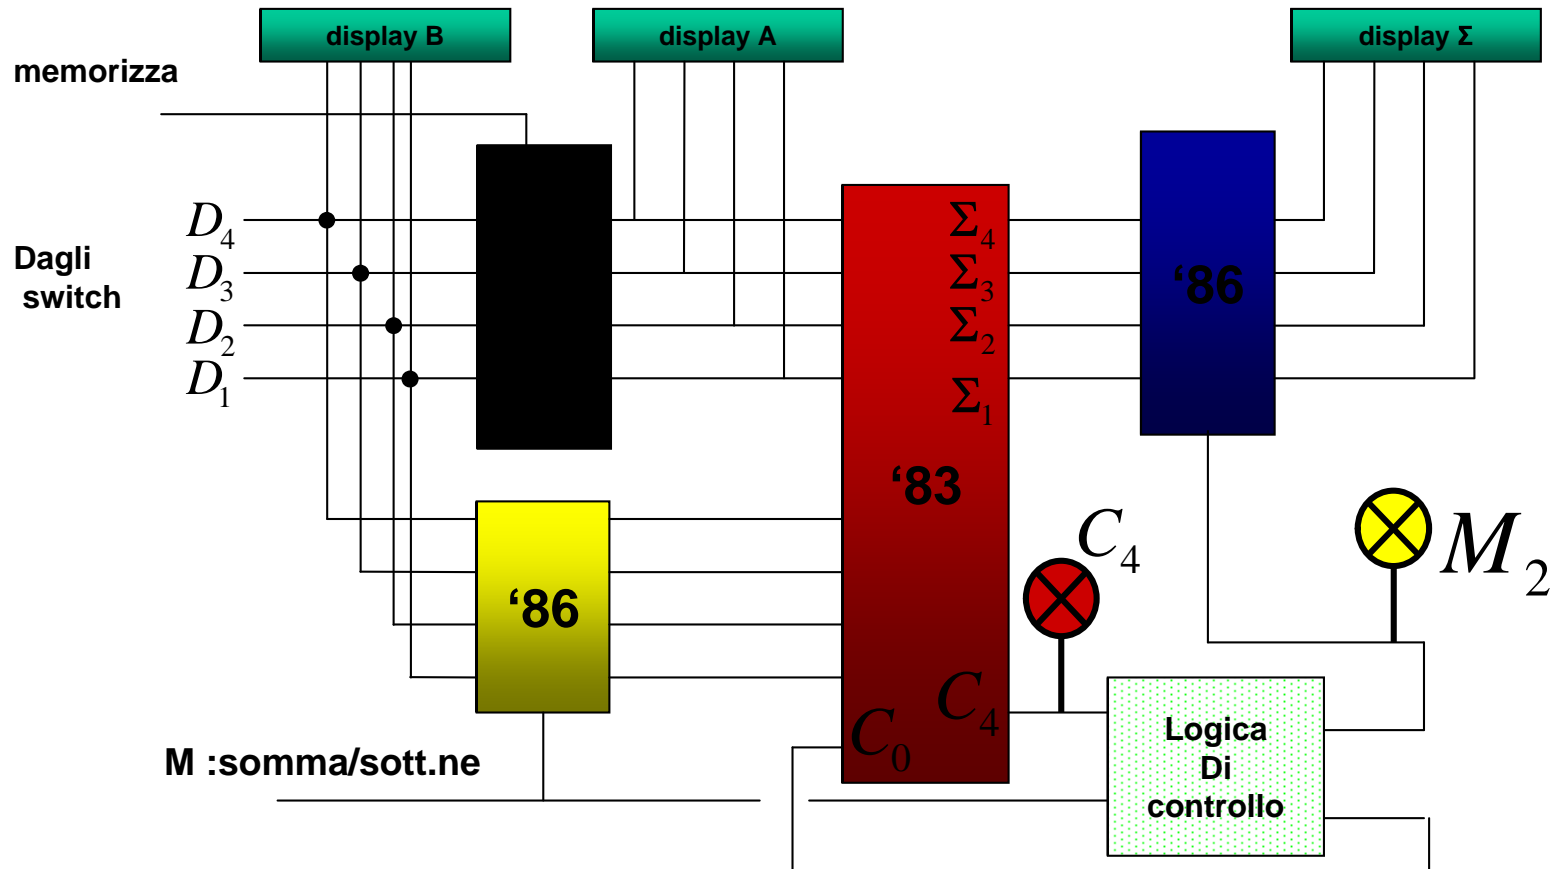 display B
display A
display Σ
memorizza
D4
Dagli
switch
D3
D2
D1
Σ4
Σ3
Σ2
Σ1
‘86
‘83
‘86
C4
M2
C4
C0
M :somma/sott.ne
Logica
Di
controllo